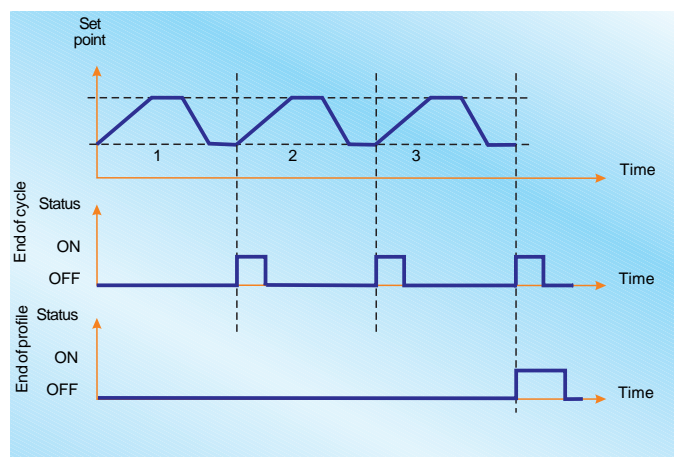 Set
point
1
2
3
Time
End of cycle
Status
ON
OFF
Time
End of profile
Status
ON
OFF
Time